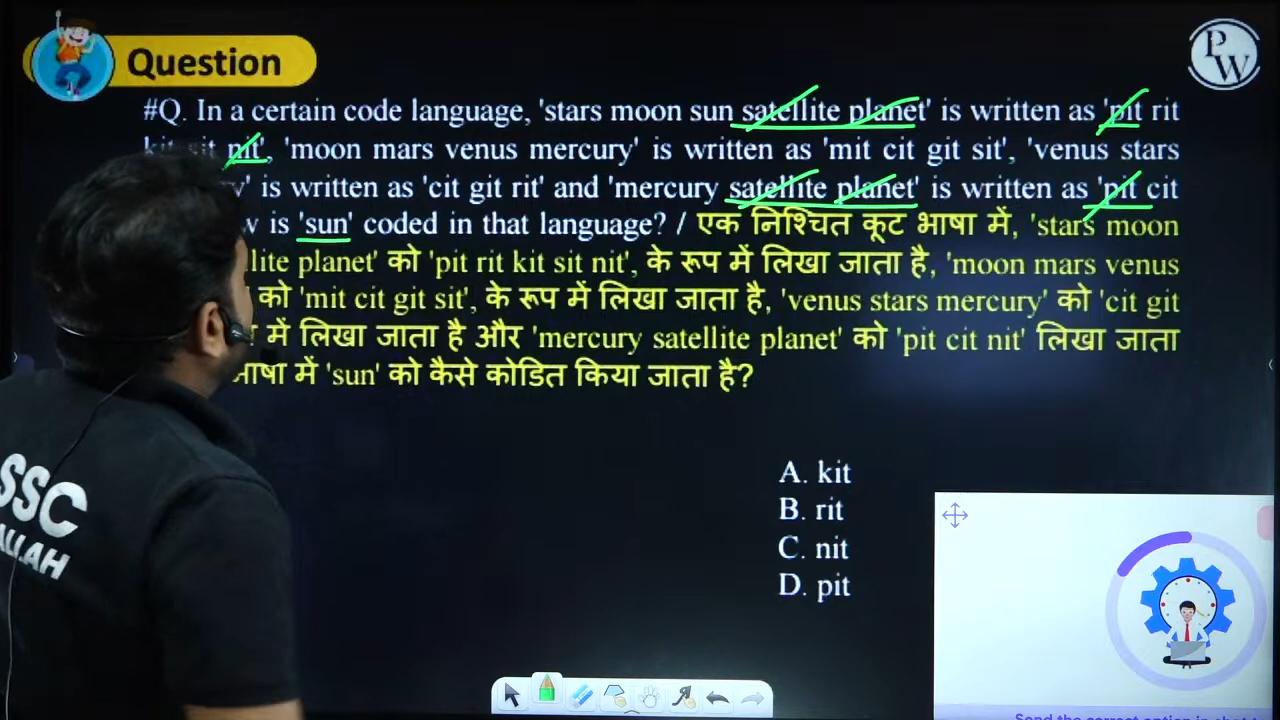 Question
PW
#Q. In a certain code language, 'stars moon sun satellite planet' is written as 'pit rit
kit sit nit', 'moon mars venus mercury' is written as 'mit cit git sit', 'venus stars
is written as 'cit git rit' and 'mercury satellite planet' is written as 'pit cit
is 'sun' coded in that language? / एक निश्चित कूट भाषा में, 'stars moon
planet' को 'pit rit kit sit nit', के रूप में लिखा जाता है, 'moon mars venus
को 'mit cit git sit', के रूप में लिखा जाता है, 'venus stars mercury' को 'cit git
में लिखा जाता है और 'mercury satellite planet' को 'pit cit nit' लिखा जाता
में 'sun' को कैसे कोडित किया जाता है?
A. kit
B. rit
C. nit
D. pit
SSC